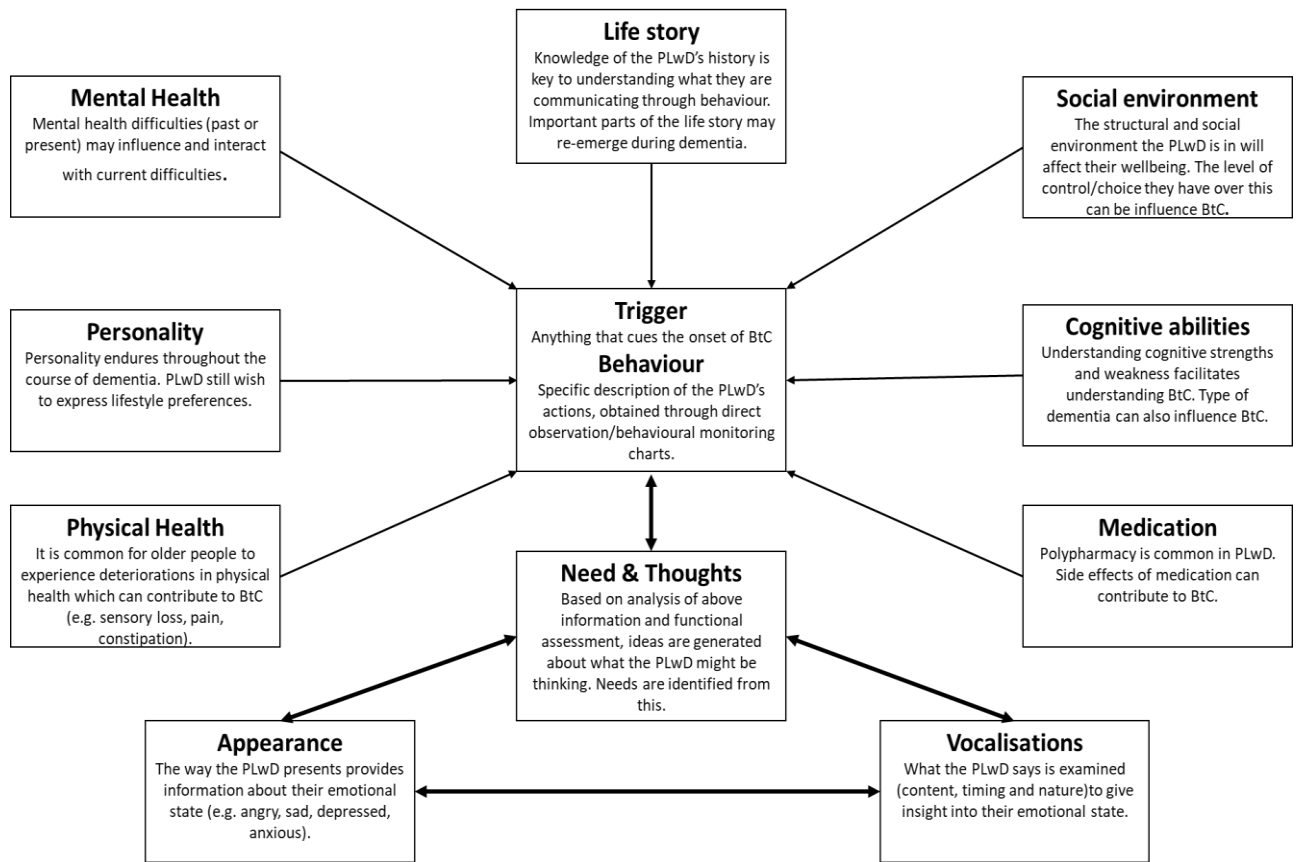 Life story
Knowledge of the PLwD's history is
key to understanding what they are
communicating through behaviour.
Important parts of the life story may
re-emerge during dementia.
Mental Health
Mental health difficulties (past or
present) may influence and interact
with current difficulties.
Social environment
The structural and social
environment the PLwD is in will
affect their wellbeing. The level of
control/choice they have over this
can be influence BtC.
Trigger
Anything that cues the onset of BtC
Behaviour
Specific description of the PLwD's
actions, obtained through direct
observation/behavioural monitoring
charts.
Personality
Personality endures throughout the
course of dementia. PLwD still wish
to express lifestyle preferences.
Cognitive abilities
Understanding cognitive strengths
and weakness facilitates
understanding BtC. Type of
dementia can also influence BtC.
Physical Health
It is common for older people to
experience deteriorations in physical
health which can contribute to BtC
(e.g. sensory loss, pain,
constipation).
Medication
Polypharmacy is common in PLwD.
Side effects of medication can
contribute to BtC.
Need & Thoughts
Based on analysis of above
information and functional
assessment, ideas are generated
about what the PLwD might be
thinking. Needs are identified from
this.
Appearance
The way the PLwD presents provides
information about their emotional
state (e.g. angry, sad, depressed,
anxious).
Vocalisations
What the PLwD says is examined
(content, timing and nature)to give
insight into their emotional state.